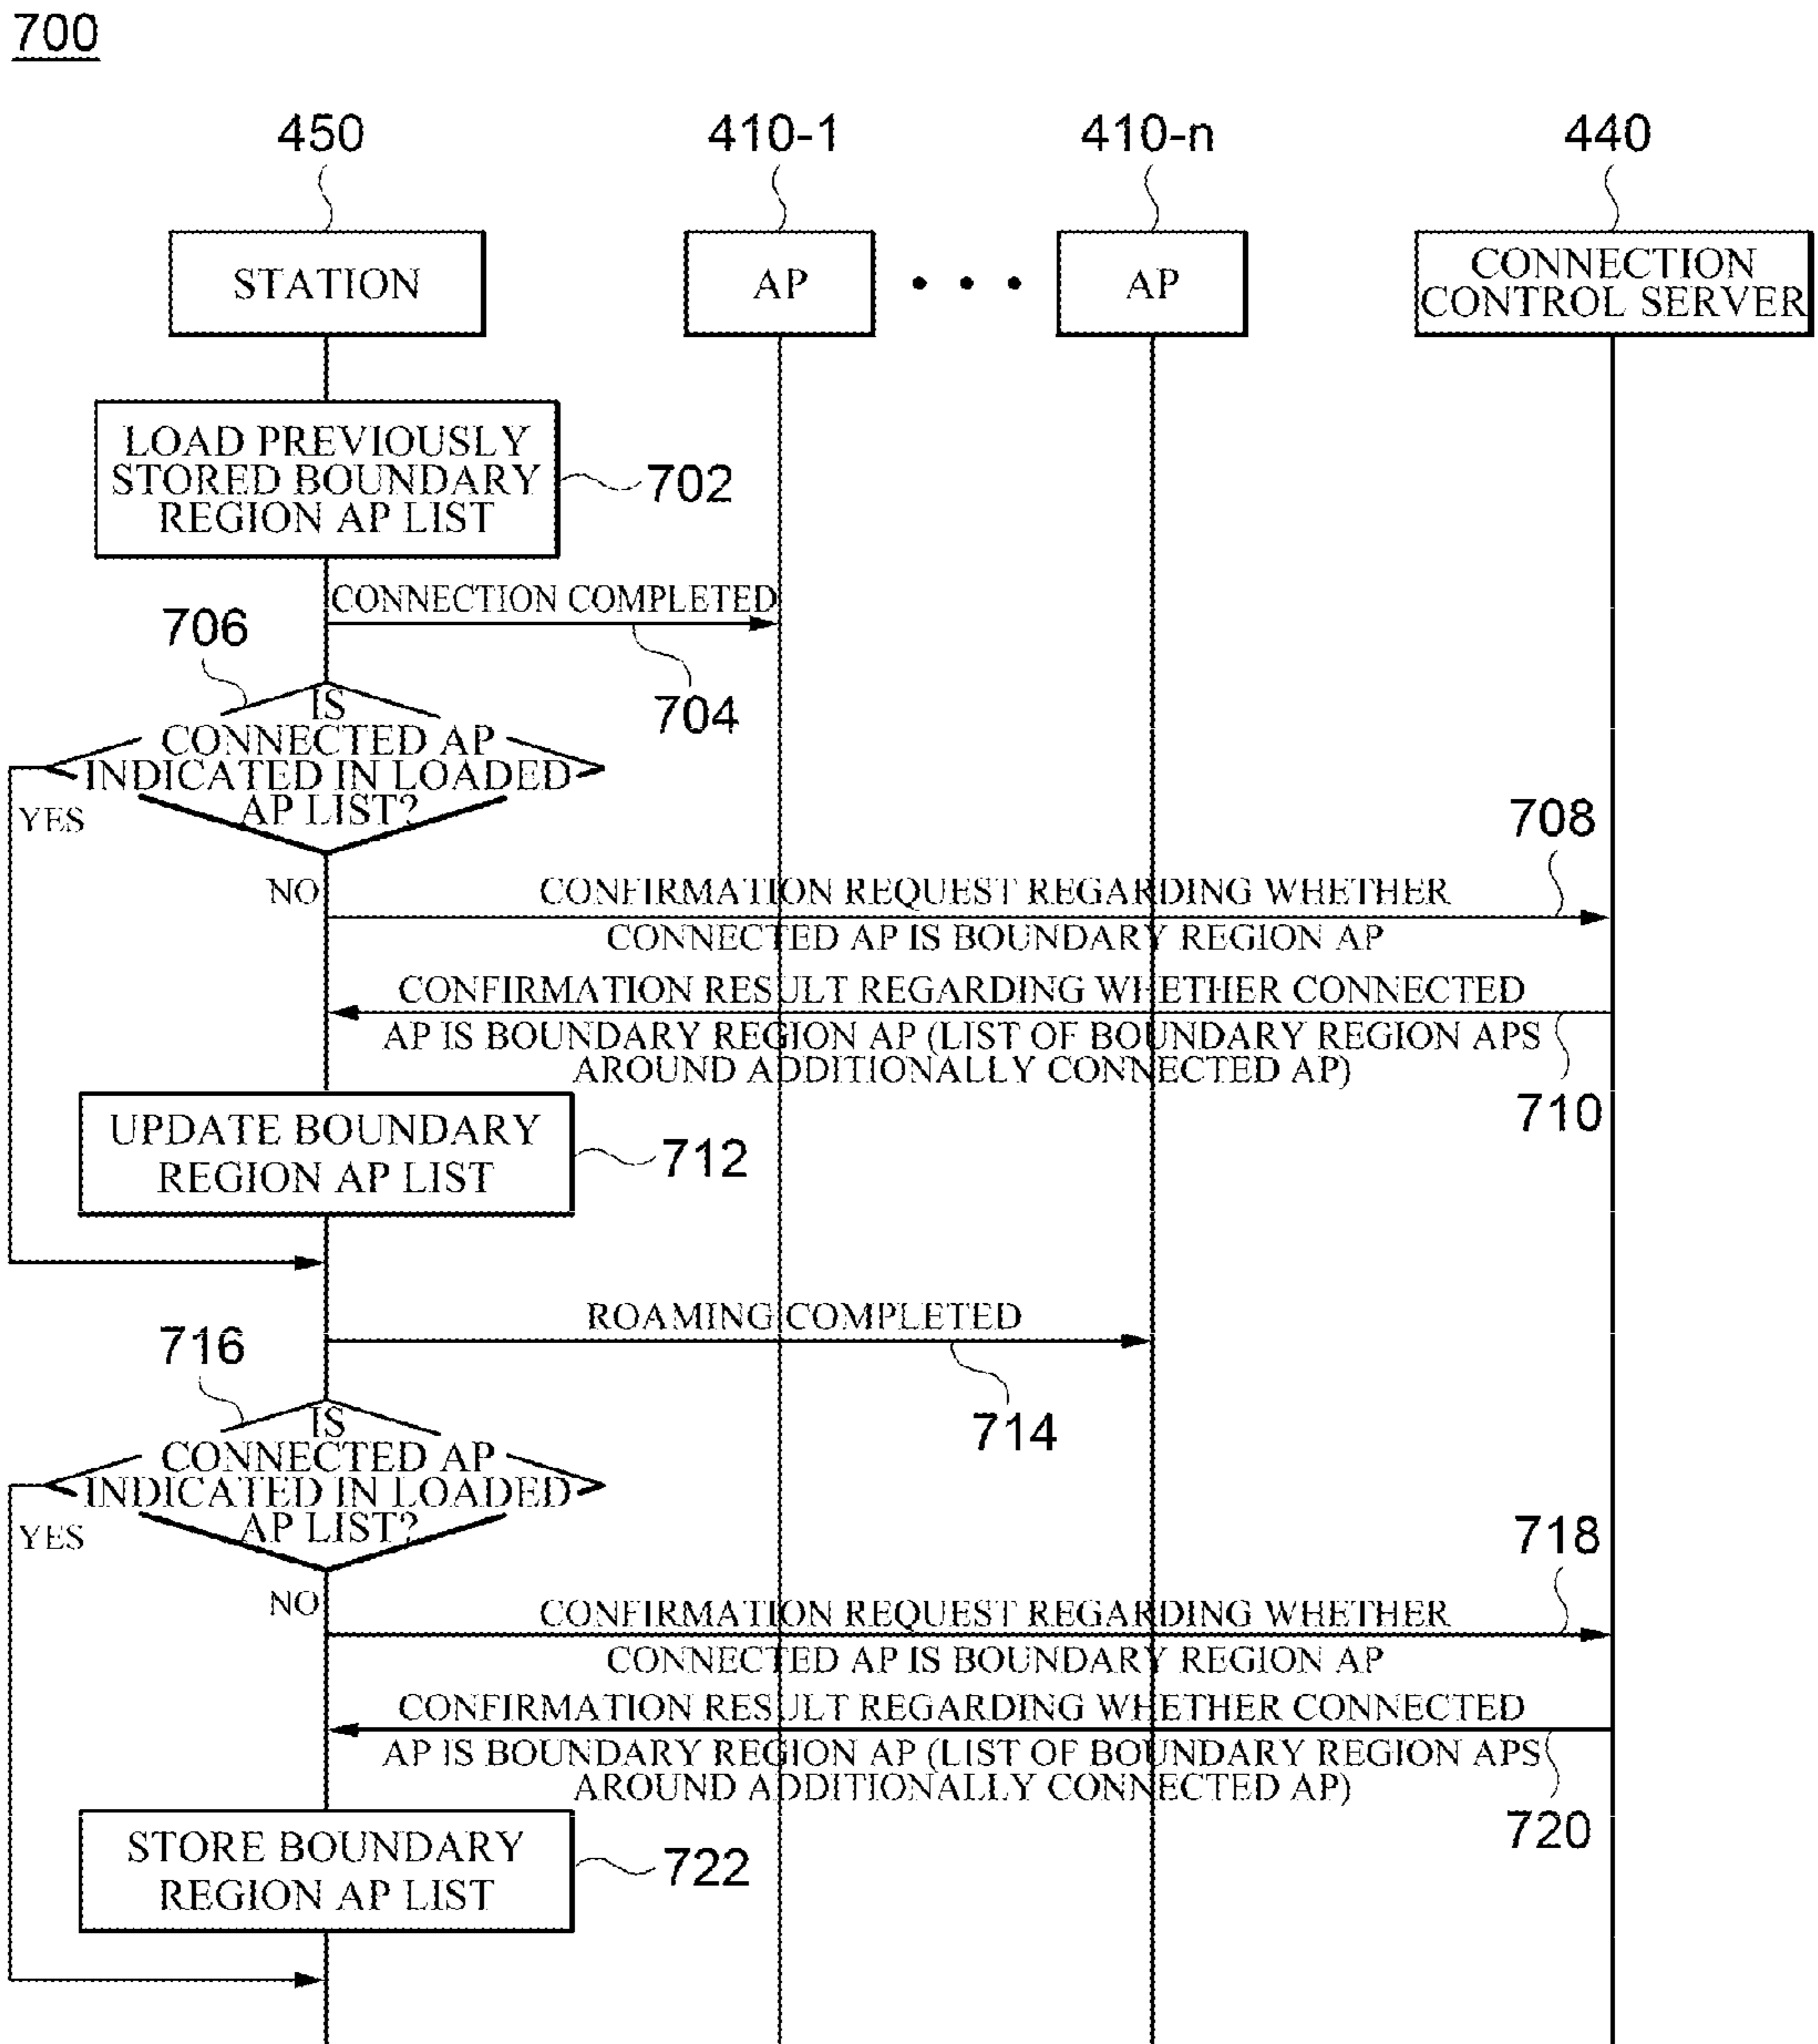 700
450
410-1
410-n
440
STATION
AP
• • •
AP
CONNECTION
CONTROL SERVER
LOAD PREVIOUSLY
STORED BOUNDARY
REGION AP LIST
702
CONNECTION COMPLETED
704
706
IS
CONNECTED AP
INDICATED IN LOADED
AP LIST?
YES
NO
708
CONFIRMATION REQUEST REGARDING WHETHER
CONNECTED AP IS BOUNDARY REGION AP
CONFIRMATION RESULT REGARDING WHETHER CONNECTED
AP IS BOUNDARY REGION AP (LIST OF BOUNDARY REGION APS
AROUND ADDITIONALLY CONNECTED AP)
710
UPDATE BOUNDARY
REGION AP LIST
712
ROAMING COMPLETED
714
716
IS
CONNECTED AP
INDICATED IN LOADED
AP LIST?
YES
NO
718
CONFIRMATION REQUEST REGARDING WHETHER
CONNECTED AP IS BOUNDARY REGION AP
CONFIRMATION RESULT REGARDING WHETHER CONNECTED
AP IS BOUNDARY REGION AP (LIST OF BOUNDARY REGION APS
AROUND ADDITIONALLY CONNECTED AP)
720
STORE BOUNDARY
REGION AP LIST
722